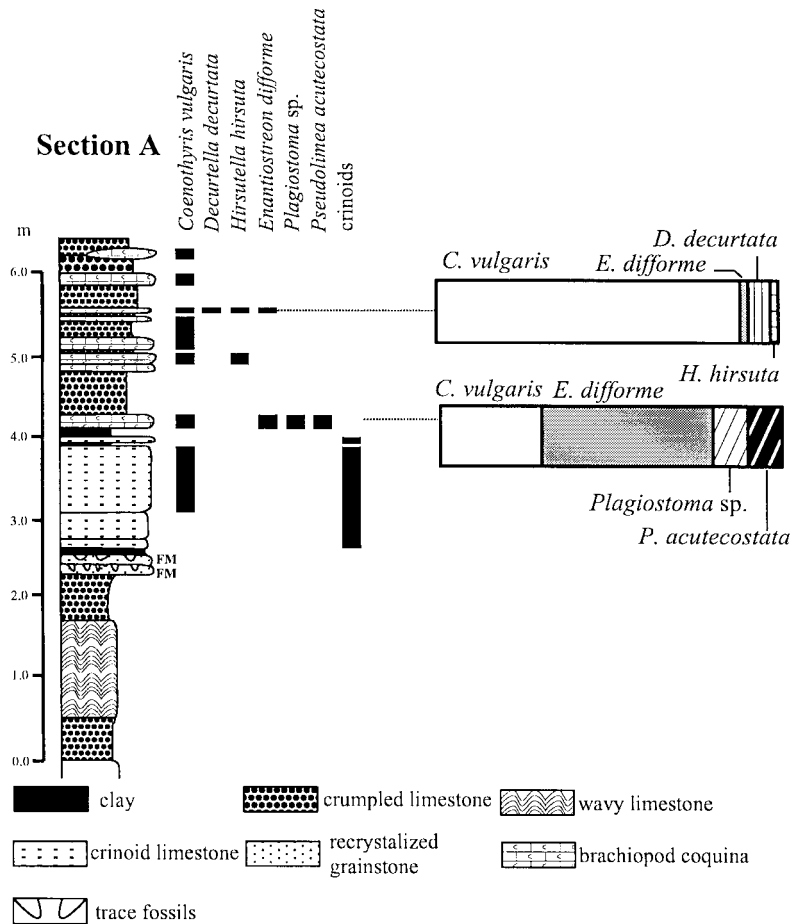 Section A
Coenothyris vulgaris
Decurtella decurtata
Hirsutella hirsuta
Enantiostreon difforme
Plagiostoma sp.
Pseudolimea acutecostata
crinoids
m
6.0
5.0
4.0
3.0
2.0
1.0
0.0
FM
FM
D. decurtata
C. vulgaris
E. difforme
H. hirsuta
C. vulgaris E. difforme
Plagiostoma sp.
P. acutecostata
clay
crumpled limestone
wavy limestone
crinoid limestone
recrystalized
grainstone
brachiopod coquina
trace fossils